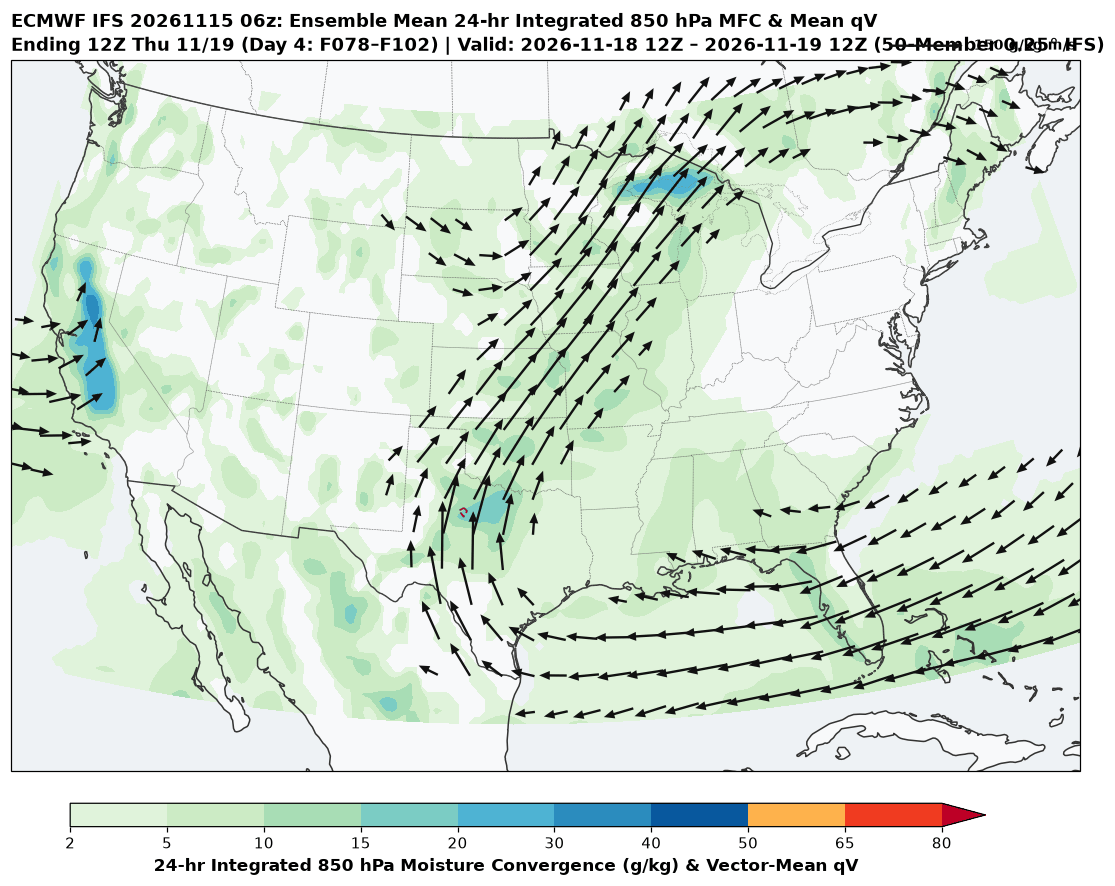 ECMWF IFS 20261115 06z: Ensemble Mean 24-hr Integrated 850 hPa MFC & Mean qV
Ending 12Z Thu 11/19 (Day 4: F078–F102) | Valid: 2026-11-18 12Z – 2026-11-19 12Z (50-Member 0.25° IFS)
2 5 10 15 20 30 40 50 65 80
24-hr Integrated 850 hPa Moisture Convergence (g/kg) & Vector-Mean qV